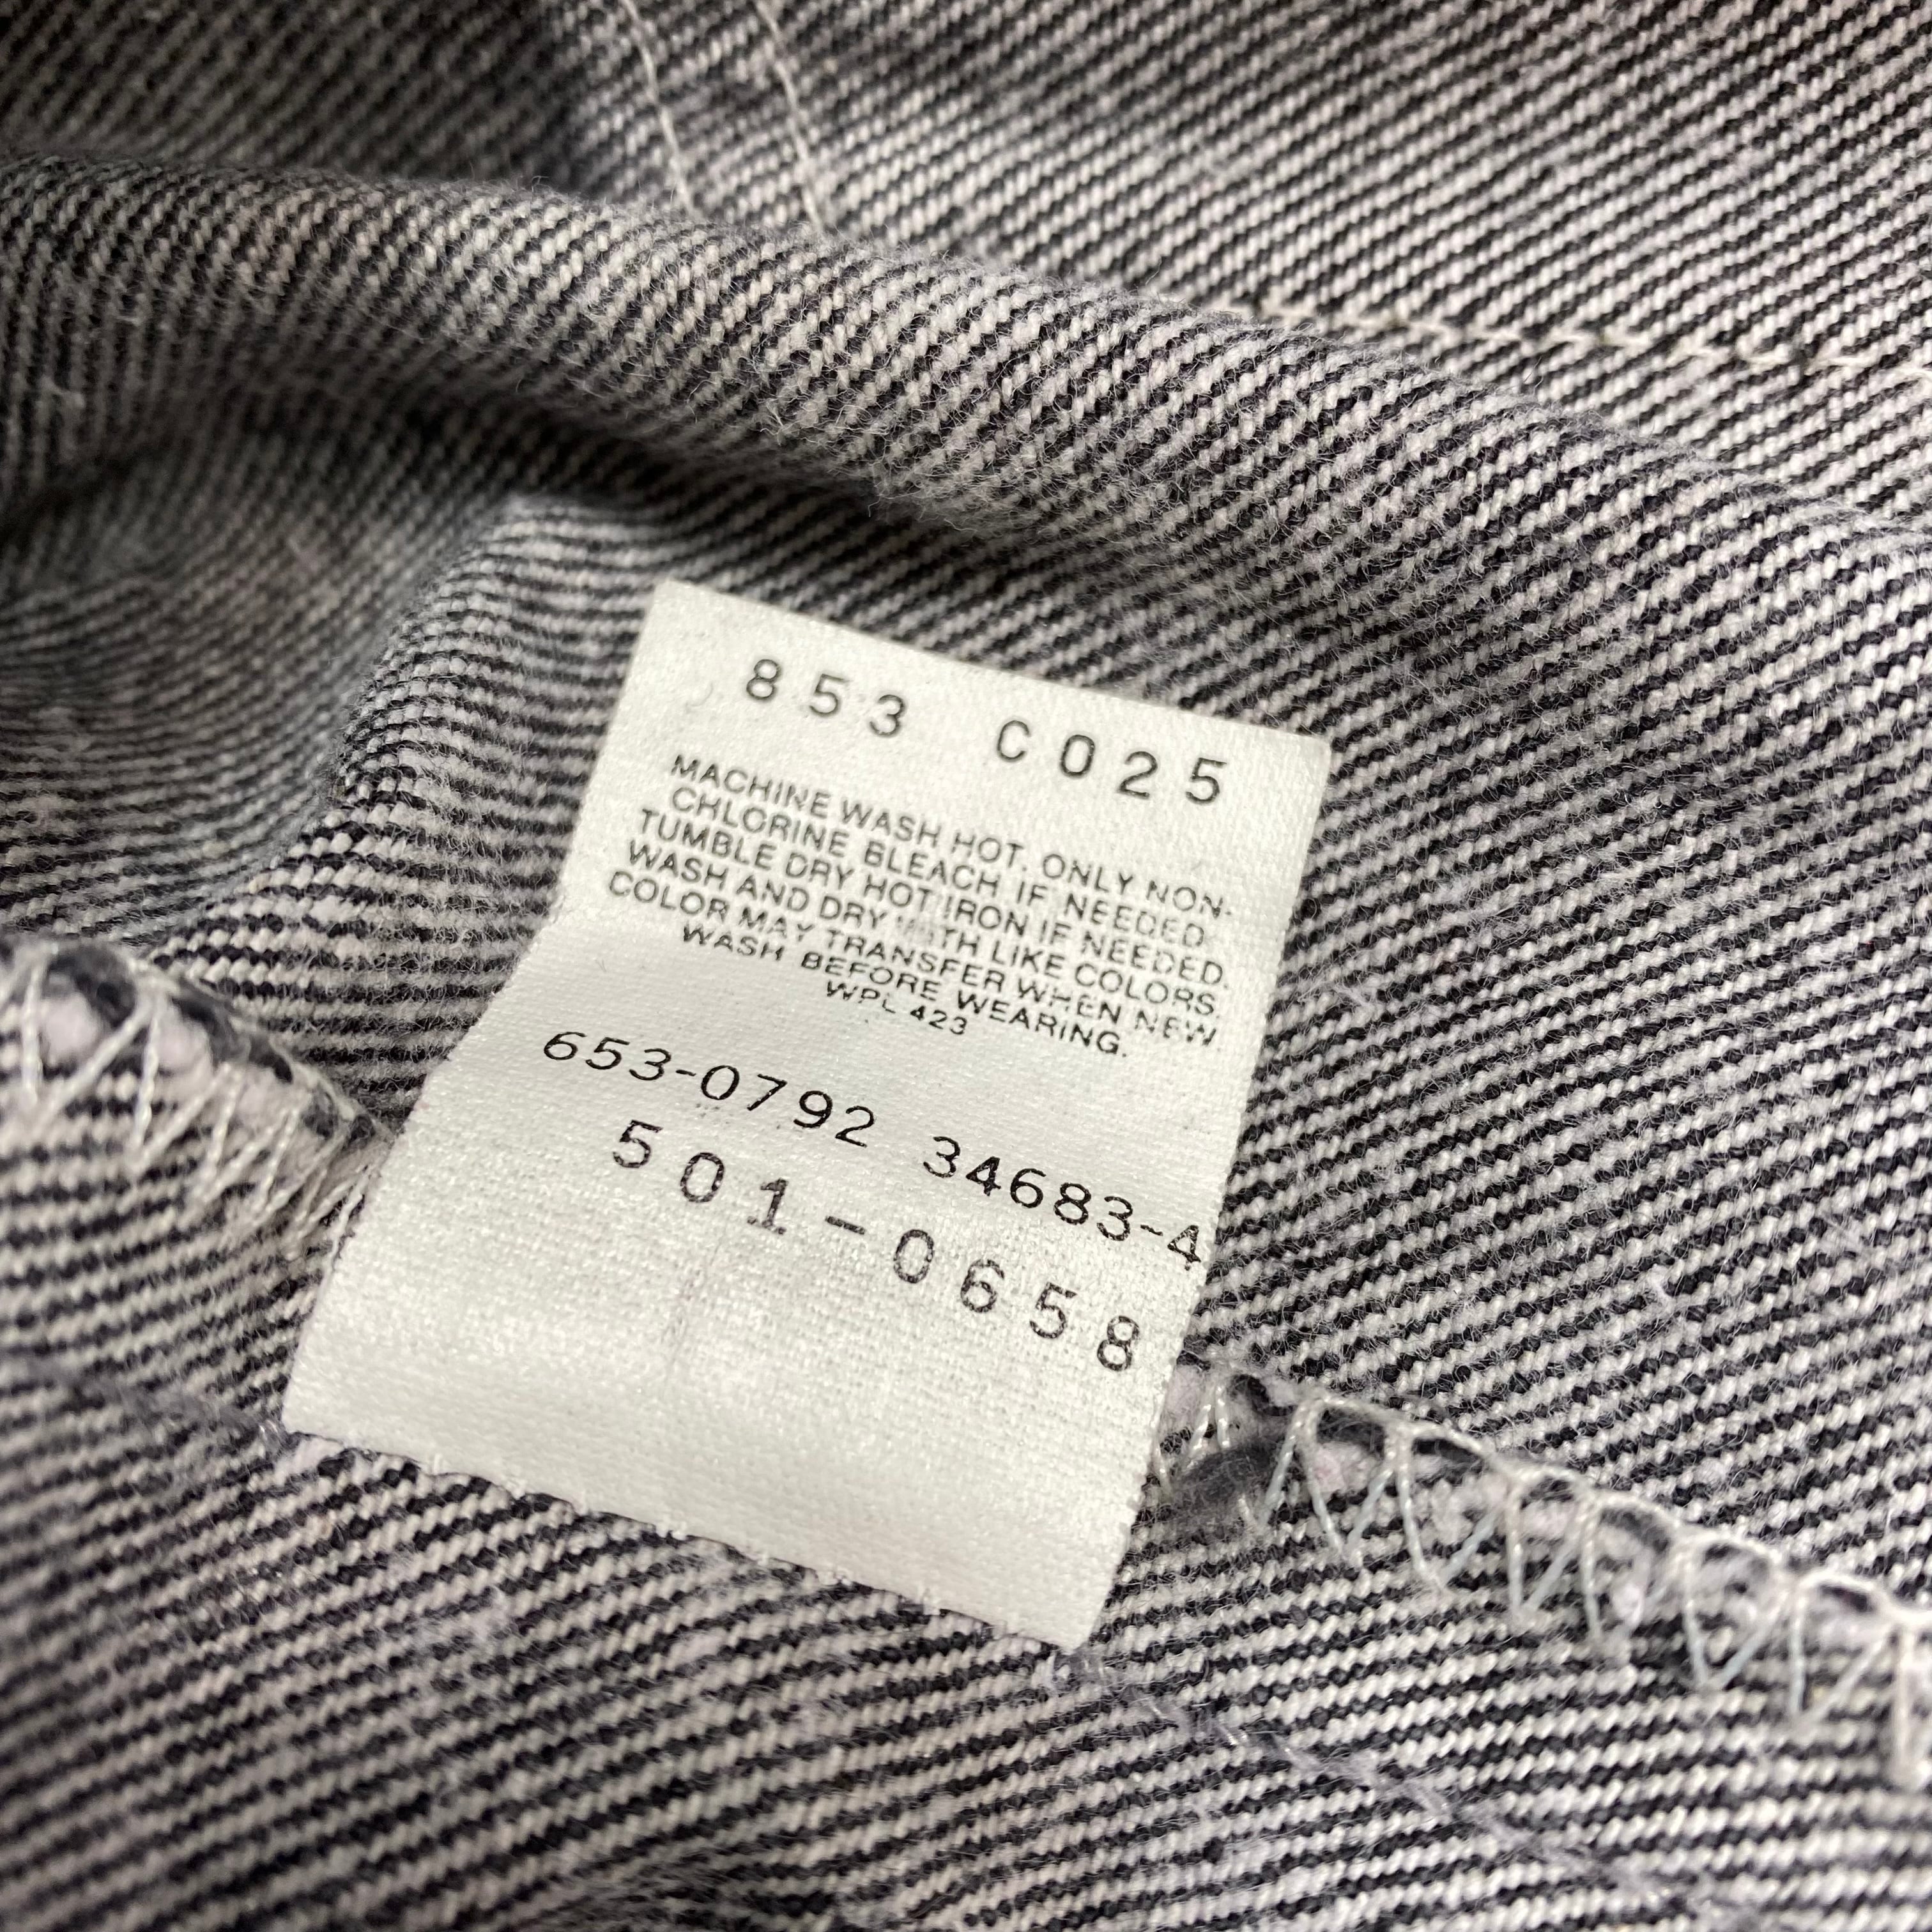 853 C025
MACHINE WASH HOT. ONLY NON-
CHLORINE BLEACH IF NEEDED.
TUMBLE DRY HOT IRON IF NEEDED.
WASH AND DRY WITH LIKE COLORS.
COLOR MAY TRANSFER WHEN NEW.
WASH BEFORE WEARING.
WPL 423
653-0792 34683-4
501-0658